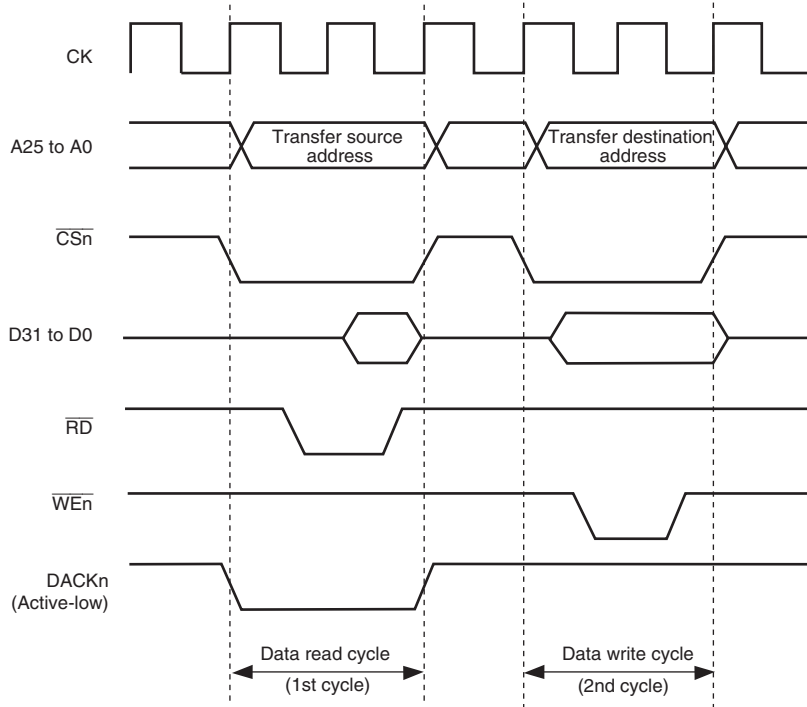 CK
A25 to A0
Transfer source
address
Transfer destination
address
CSn
D31 to D0
RD
WEn
DACKn
(Active-low)
Data read cycle
(1st cycle)
Data write cycle
(2nd cycle)